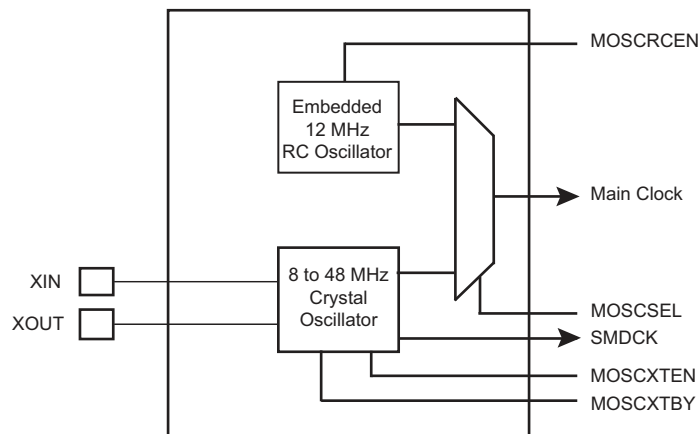 MOSCRCEN
Embedded
12 MHz
RC Oscillator
Main Clock
XIN
XOUT
8 to 48 MHz
Crystal
Oscillator
MOSCSEL
SMDCK
MOSCXTEN
MOSCXTBY